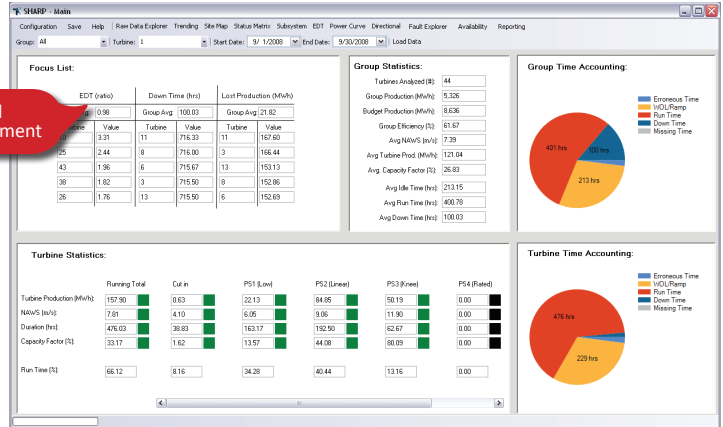 SHARP - Main
Configuration Save Help Raw Data Explorer Trending Site Map Status Matrix Subsystem EDT Power Curve Directional Fault Explorer Availability Reporting
Group: All Turbine: 1 Start Date: 9/ 1/2008 End Date: 9/30/2008 Load Data
Focus List:
EDT (ratio) Down Time (hrs) Lost Production (MWh)
0.98 Group Avg: 100.03 Group Avg: 21.82
ment
Turbine Value Turbine Value Turbine Value
3.31 11 716.33 11 167.60
25 2.44 8 716.00 3 166.44
43 1.96 6 715.67 13 153.13
38 1.82 3 715.50 8 152.86
26 1.76 13 715.50 6 152.69
Group Statistics:
Turbines Analyzed (#): 44
Group Production (MWh): 5,326
Budget Production (MWh): 8,636
Group Efficiency (%): 61.67
Avg NAWS (m/s): 7.39
Avg Turbine Prod. (MWh): 121.04
Avg. Capacity Factor (%): 26.83
Avg Idle Time (hrs): 213.15
Avg Run Time (hrs): 400.78
Avg Down Time (hrs): 100.03
Group Time Accounting:
Erroneous Time
WOL/Ramp
Run Time
Down Time
Missing Time
401 hrs 100 hrs
213 hrs
Turbine Statistics:
Running Total Cut in PS1 (Low) PS2 (Linear) PS3 (Knee) PS4 (Rated)
Turbine Production (MWh): 157.90 0.63 22.13 84.85 50.19 0.00
NAWS (m/s): 7.81 4.10 6.05 9.06 11.90 0.00
Duration (hrs): 476.03 38.83 163.17 192.50 62.67 0.00
Capacity Factor (%): 33.17 1.62 13.57 44.08 80.09 0.00
Run Time (%): 66.12 8.16 34.28 40.44 13.16 0.00
Turbine Time Accounting:
Erroneous Time
WOL/Ramp
Run Time
Down Time
Missing Time
476 hrs
229 hrs